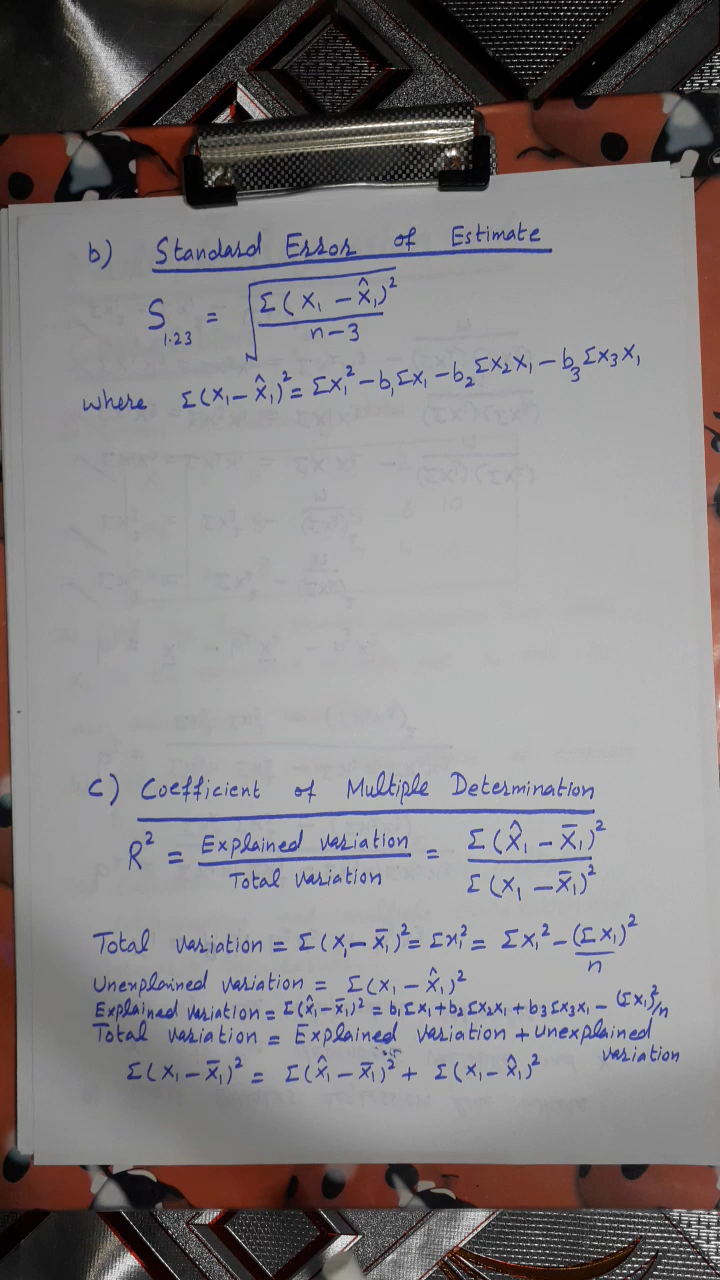 b) Standard Error of Estimate
S₁.₂₃ = √(Σ(X₁ − X̂₁)² / (n−3))
where Σ(X₁ − X̂₁)² = ΣX₁² − b₁ΣX₁ − b₂ΣX₂X₁ − b₃ΣX₃X₁
C) Coefficient of Multiple Determination
R² = Explained variation / Total variation = Σ(X̂₁ − X̄₁)² / Σ(X₁ − X̄₁)²
Total variation = Σ(X₁ − X̄₁)² = Σx₁² = ΣX₁² − (ΣX₁)² / n
Unexplained variation = Σ(X₁ − X̂₁)²
Explained variation = Σ(X̂₁ − X̄₁)² = b₁ΣX₁ + b₂ΣX₂X₁ + b₃ΣX₃X₁ − (ΣX₁)²/n
Total variation = Explained variation + unexplained
variation
Σ(X₁ − X̄₁)² = Σ(X̂₁ − X̄₁)² + Σ(X₁ − X̂₁)²